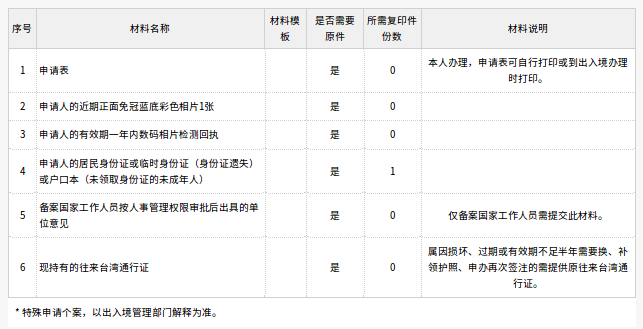 序号 材料名称 材料模板 是否需要原件 所需复印件份数 材料说明
1 申请表 是 0 本人办理，申请表可自行打印或到出入境办理时打印。
2 申请人的近期正面免冠蓝底彩色相片1张 是 0
3 申请人的有效期一年内数码相片检测回执 是 0
4 申请人的居民身份证或临时身份证（身份证遗失）
或户口本（未领取身份证的未成年人） 是 1
5 备案国家工作人员按人事管理权限审批后出具的单
位意见 是 0 仅备案国家工作人员需提交此材料。
6 现持有的往来台湾通行证 是 0 属因损坏、过期或有效期不足半年需要换、补
领护照、申办再次签注的需提供原往来台湾通
行证。
* 特殊申请个案，以出入境管理部门解释为准。